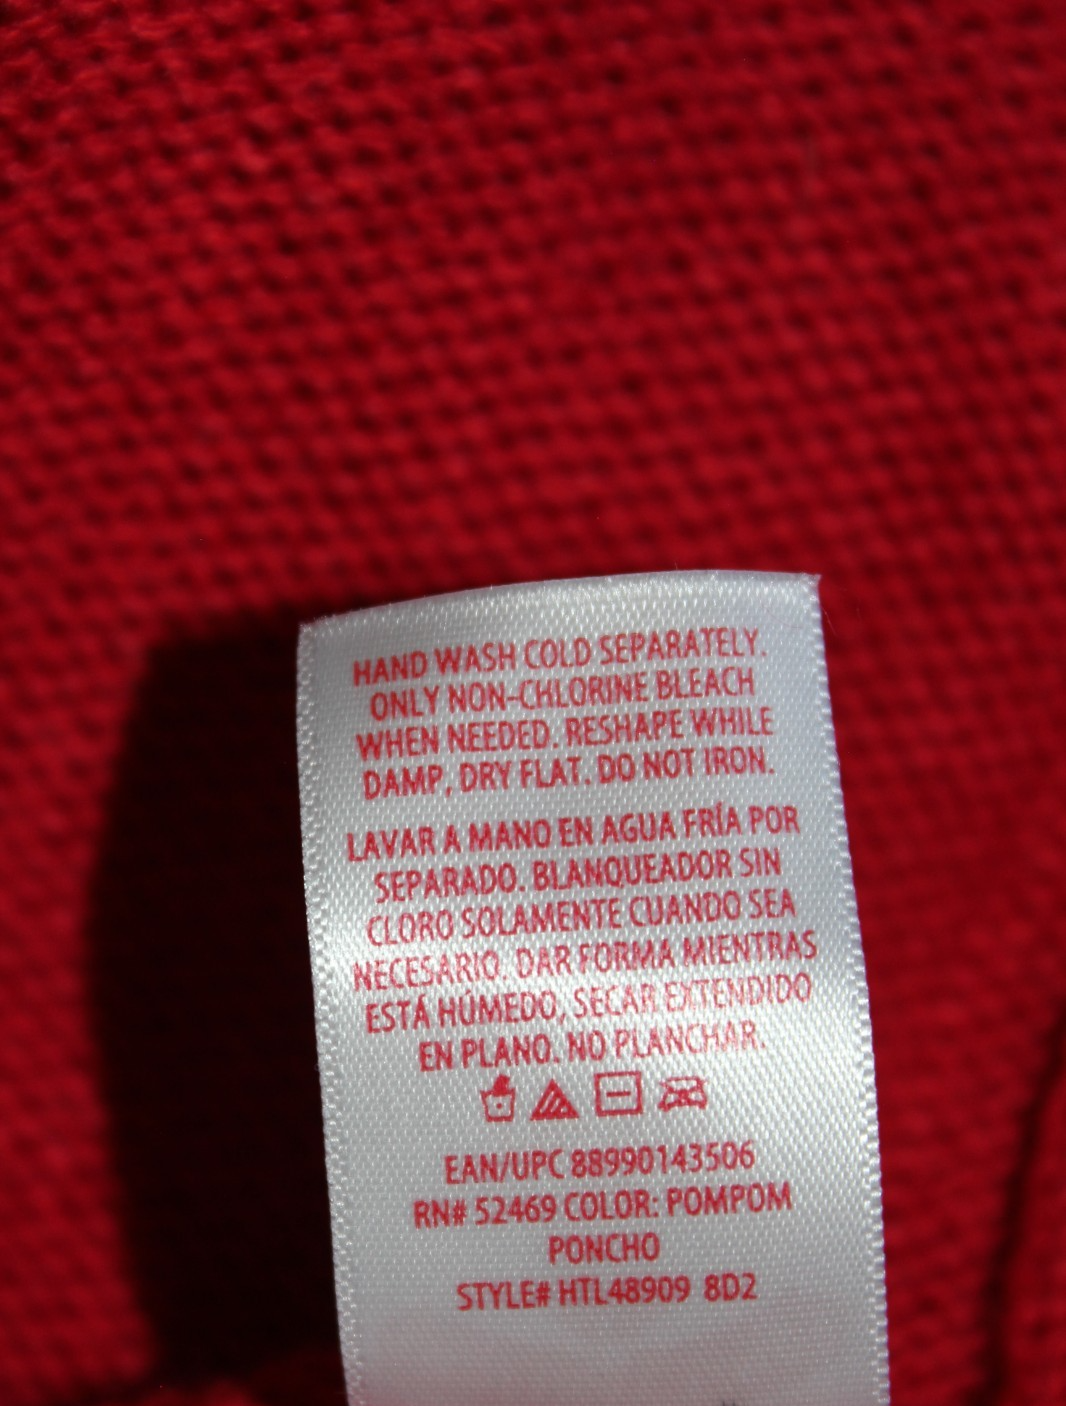 HAND WASH COLD SEPARATELY.
ONLY NON-CHLORINE BLEACH
WHEN NEEDED. RESHAPE WHILE
DAMP, DRY FLAT. DO NOT IRON.
LAVAR A MANO EN AGUA FRÍA POR
SEPARADO. BLANQUEADOR SIN
CLORO SOLAMENTE CUANDO SEA
NECESARIO. DAR FORMA MIENTRAS
ESTÁ HÚMEDO, SECAR EXTENDIDO
EN PLANO. NO PLANCHAR.
EAN/UPC 88990143506
RN# 52469 COLOR: POMPOM
PONCHO
STYLE# HTL48909 8D2